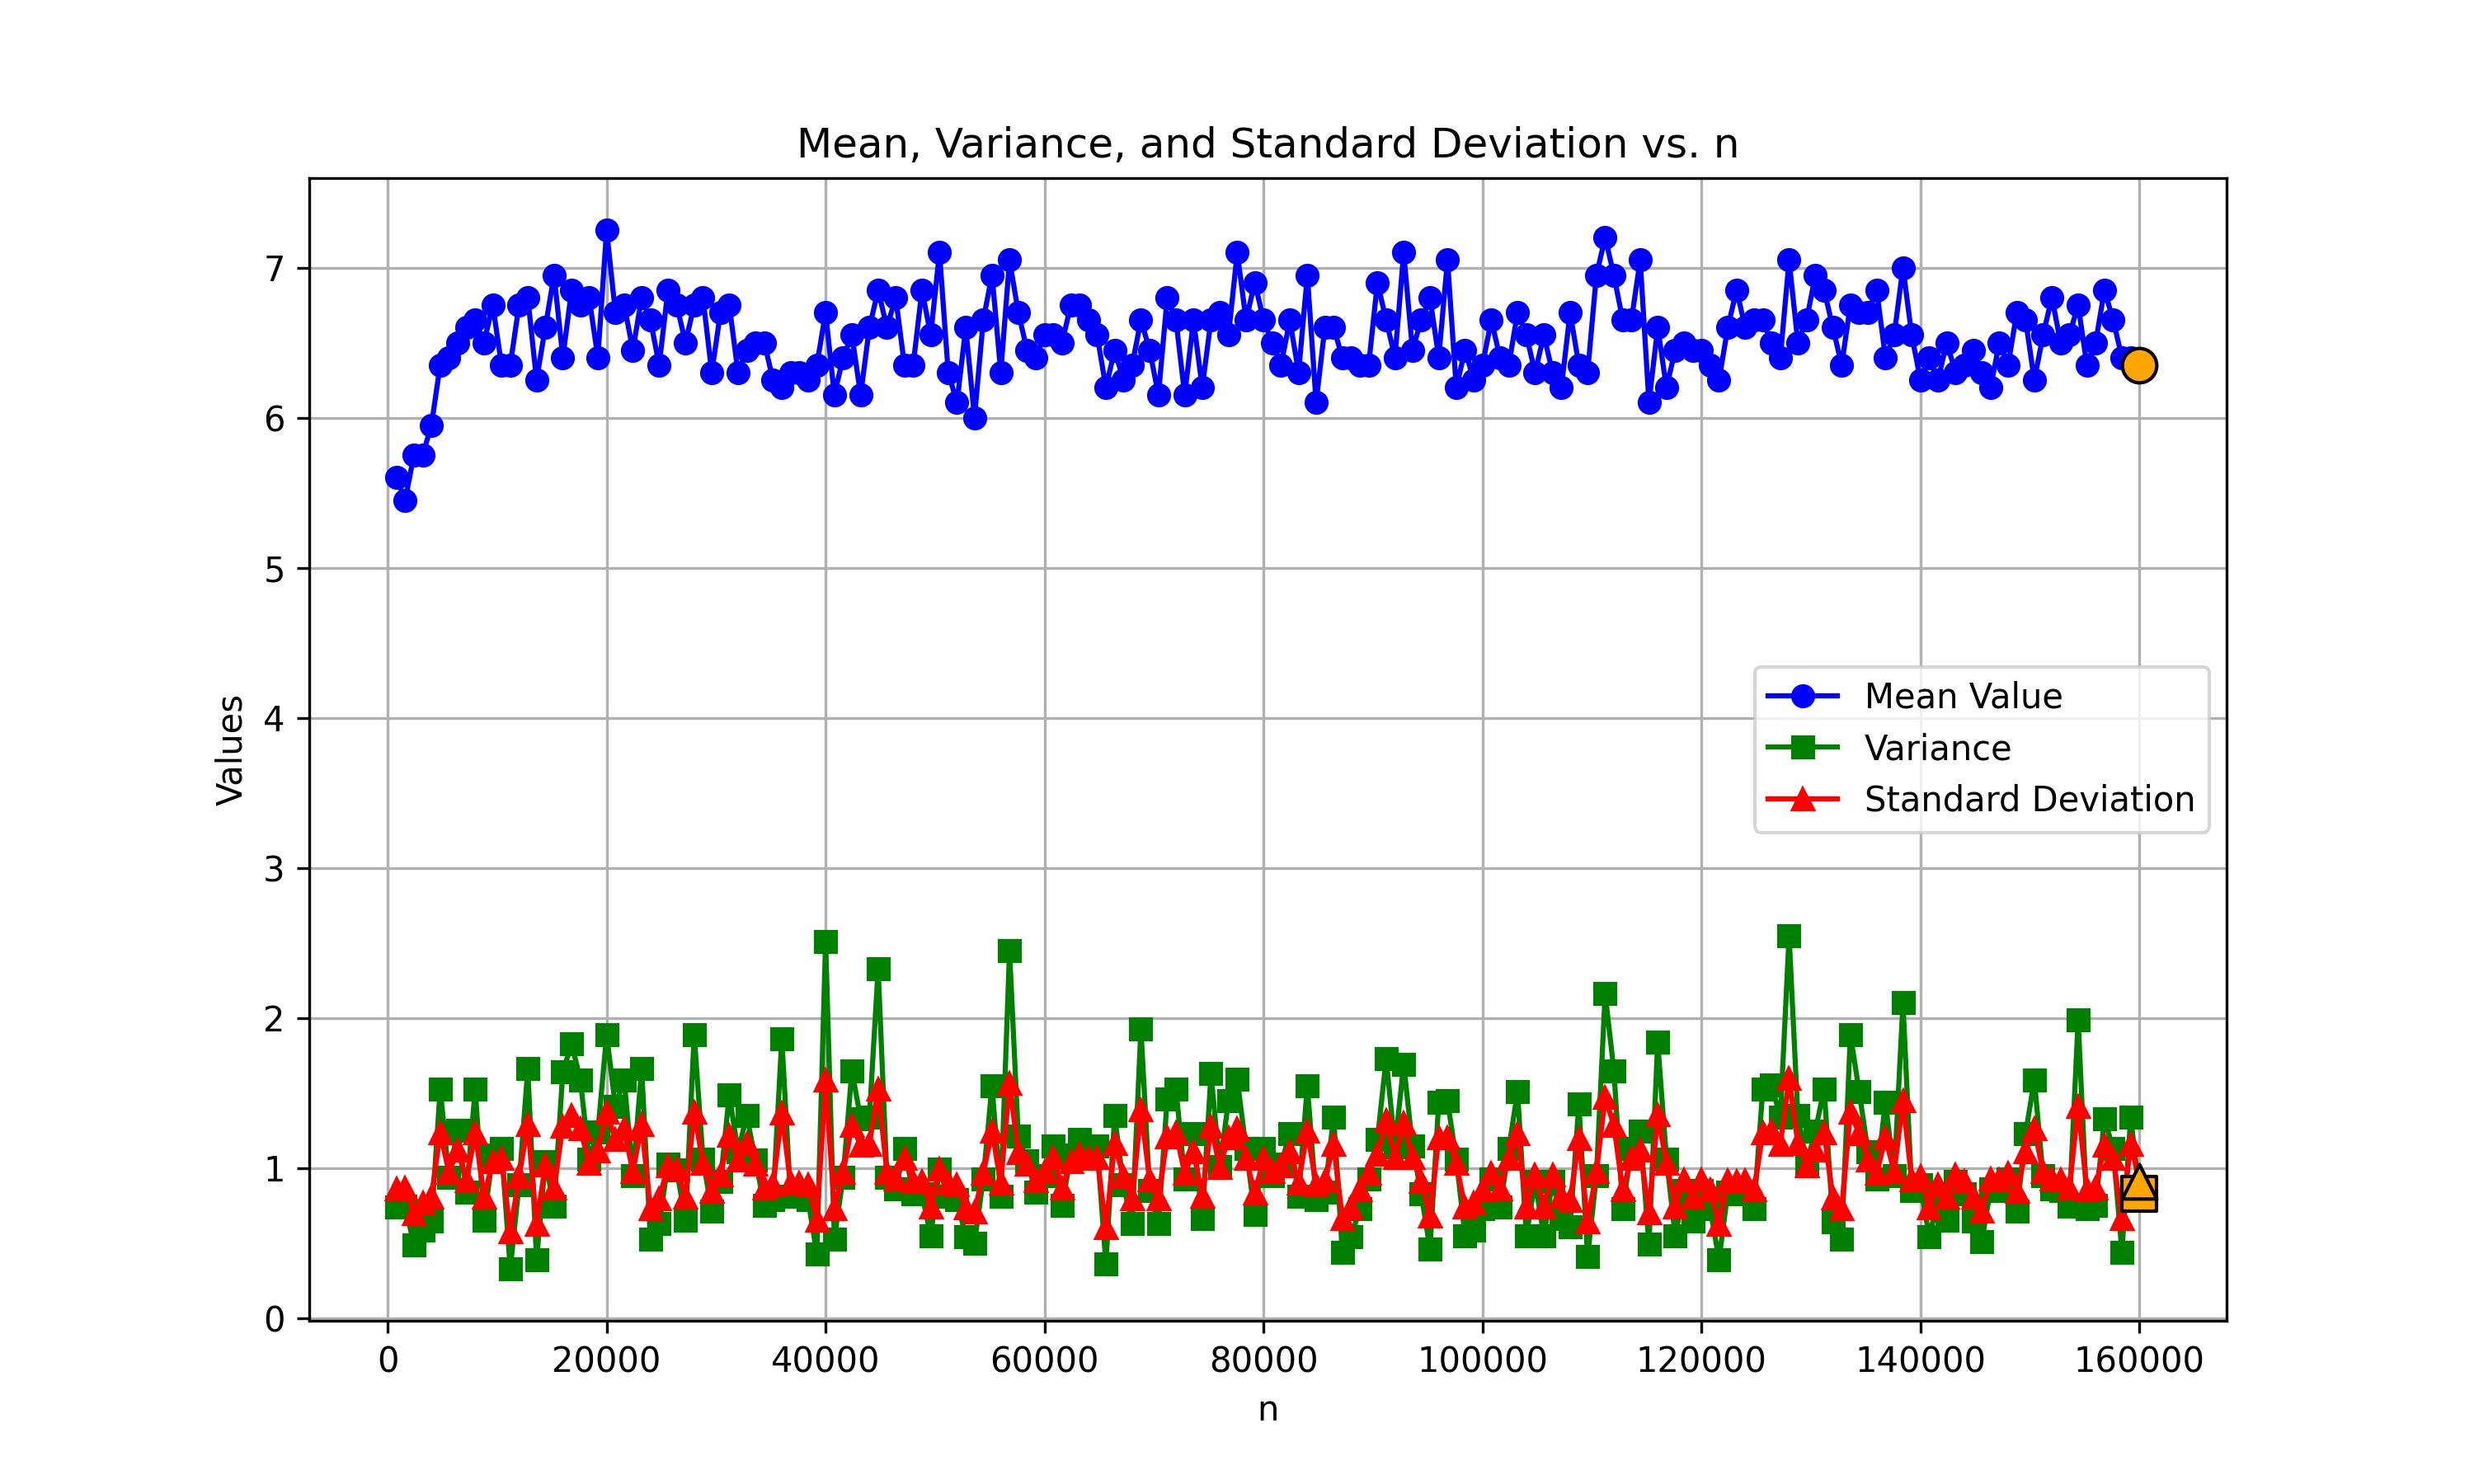 Mean, Variance, and Standard Deviation vs. n
7
6
5
4
3
2
1
0
Values
Mean Value
Variance
Standard Deviation
0 20000 40000 60000 80000 100000 120000 140000 160000
n